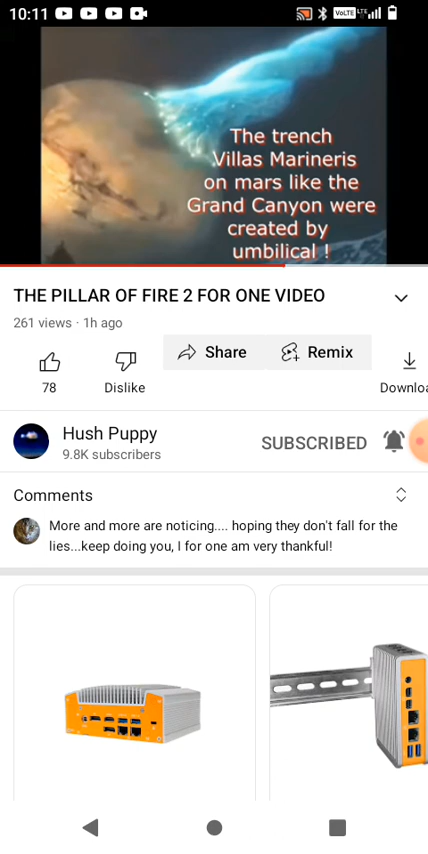 10:11
VoLTE LTE
The trench
Villas Marineris
on mars like the
Grand Canyon were
created by
umbilical !
THE PILLAR OF FIRE 2 FOR ONE VIDEO
261 views · 1h ago
Share
Remix
78
Dislike
Downloa
Hush Puppy
9.8K subscribers
SUBSCRIBED
Comments
More and more are noticing.... hoping they don't fall for the
lies...keep doing you, I for one am very thankful!